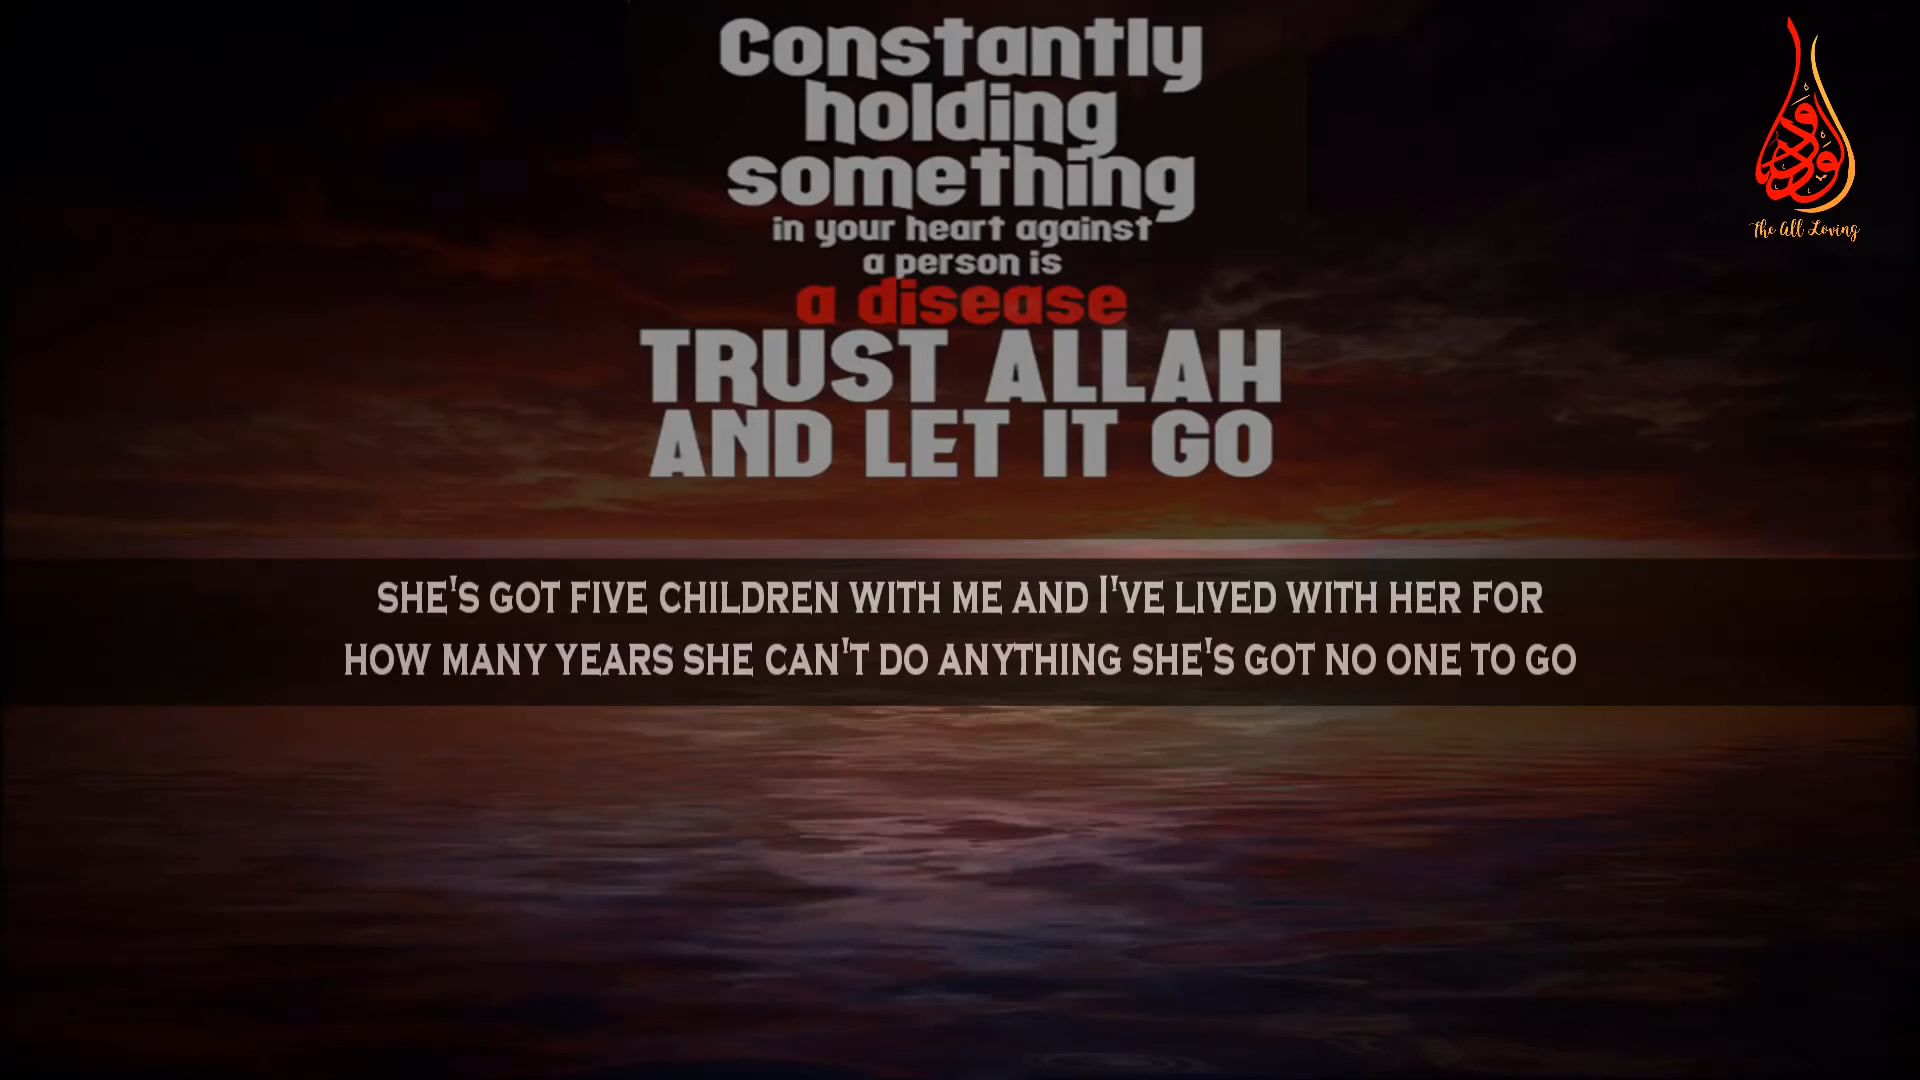 Constantly
holding
something
in your heart against
a person is
a disease
TRUST ALLAH
AND LET IT GO
The All Loving
SHE'S GOT FIVE CHILDREN WITH ME AND I'VE LIVED WITH HER FOR
HOW MANY YEARS SHE CAN'T DO ANYTHING SHE'S GOT NO ONE TO GO